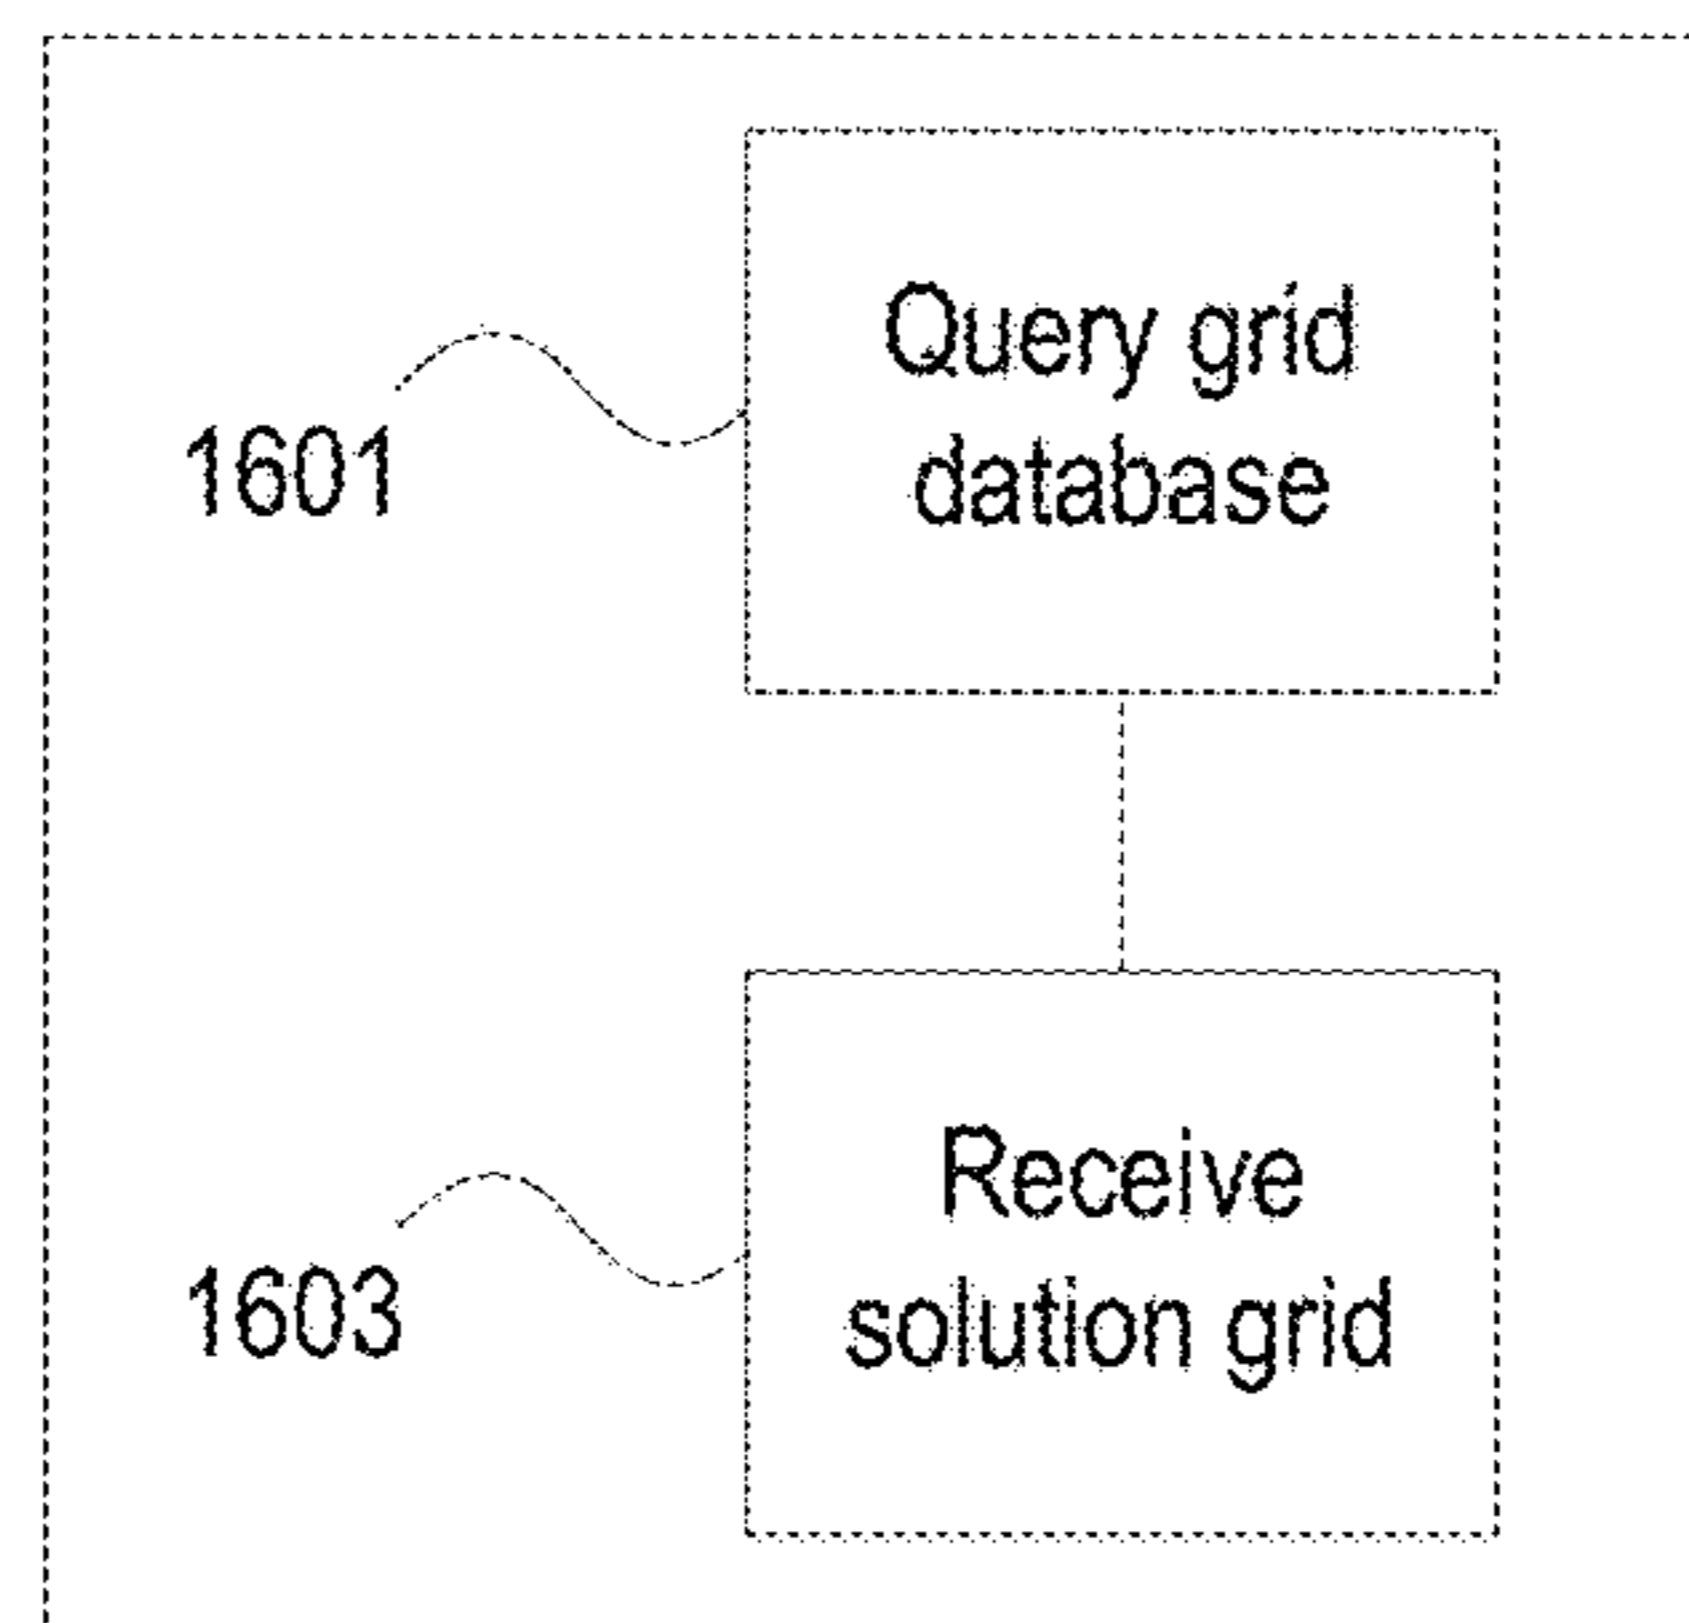 Query grid
database
1601
Receive
solution grid
1603